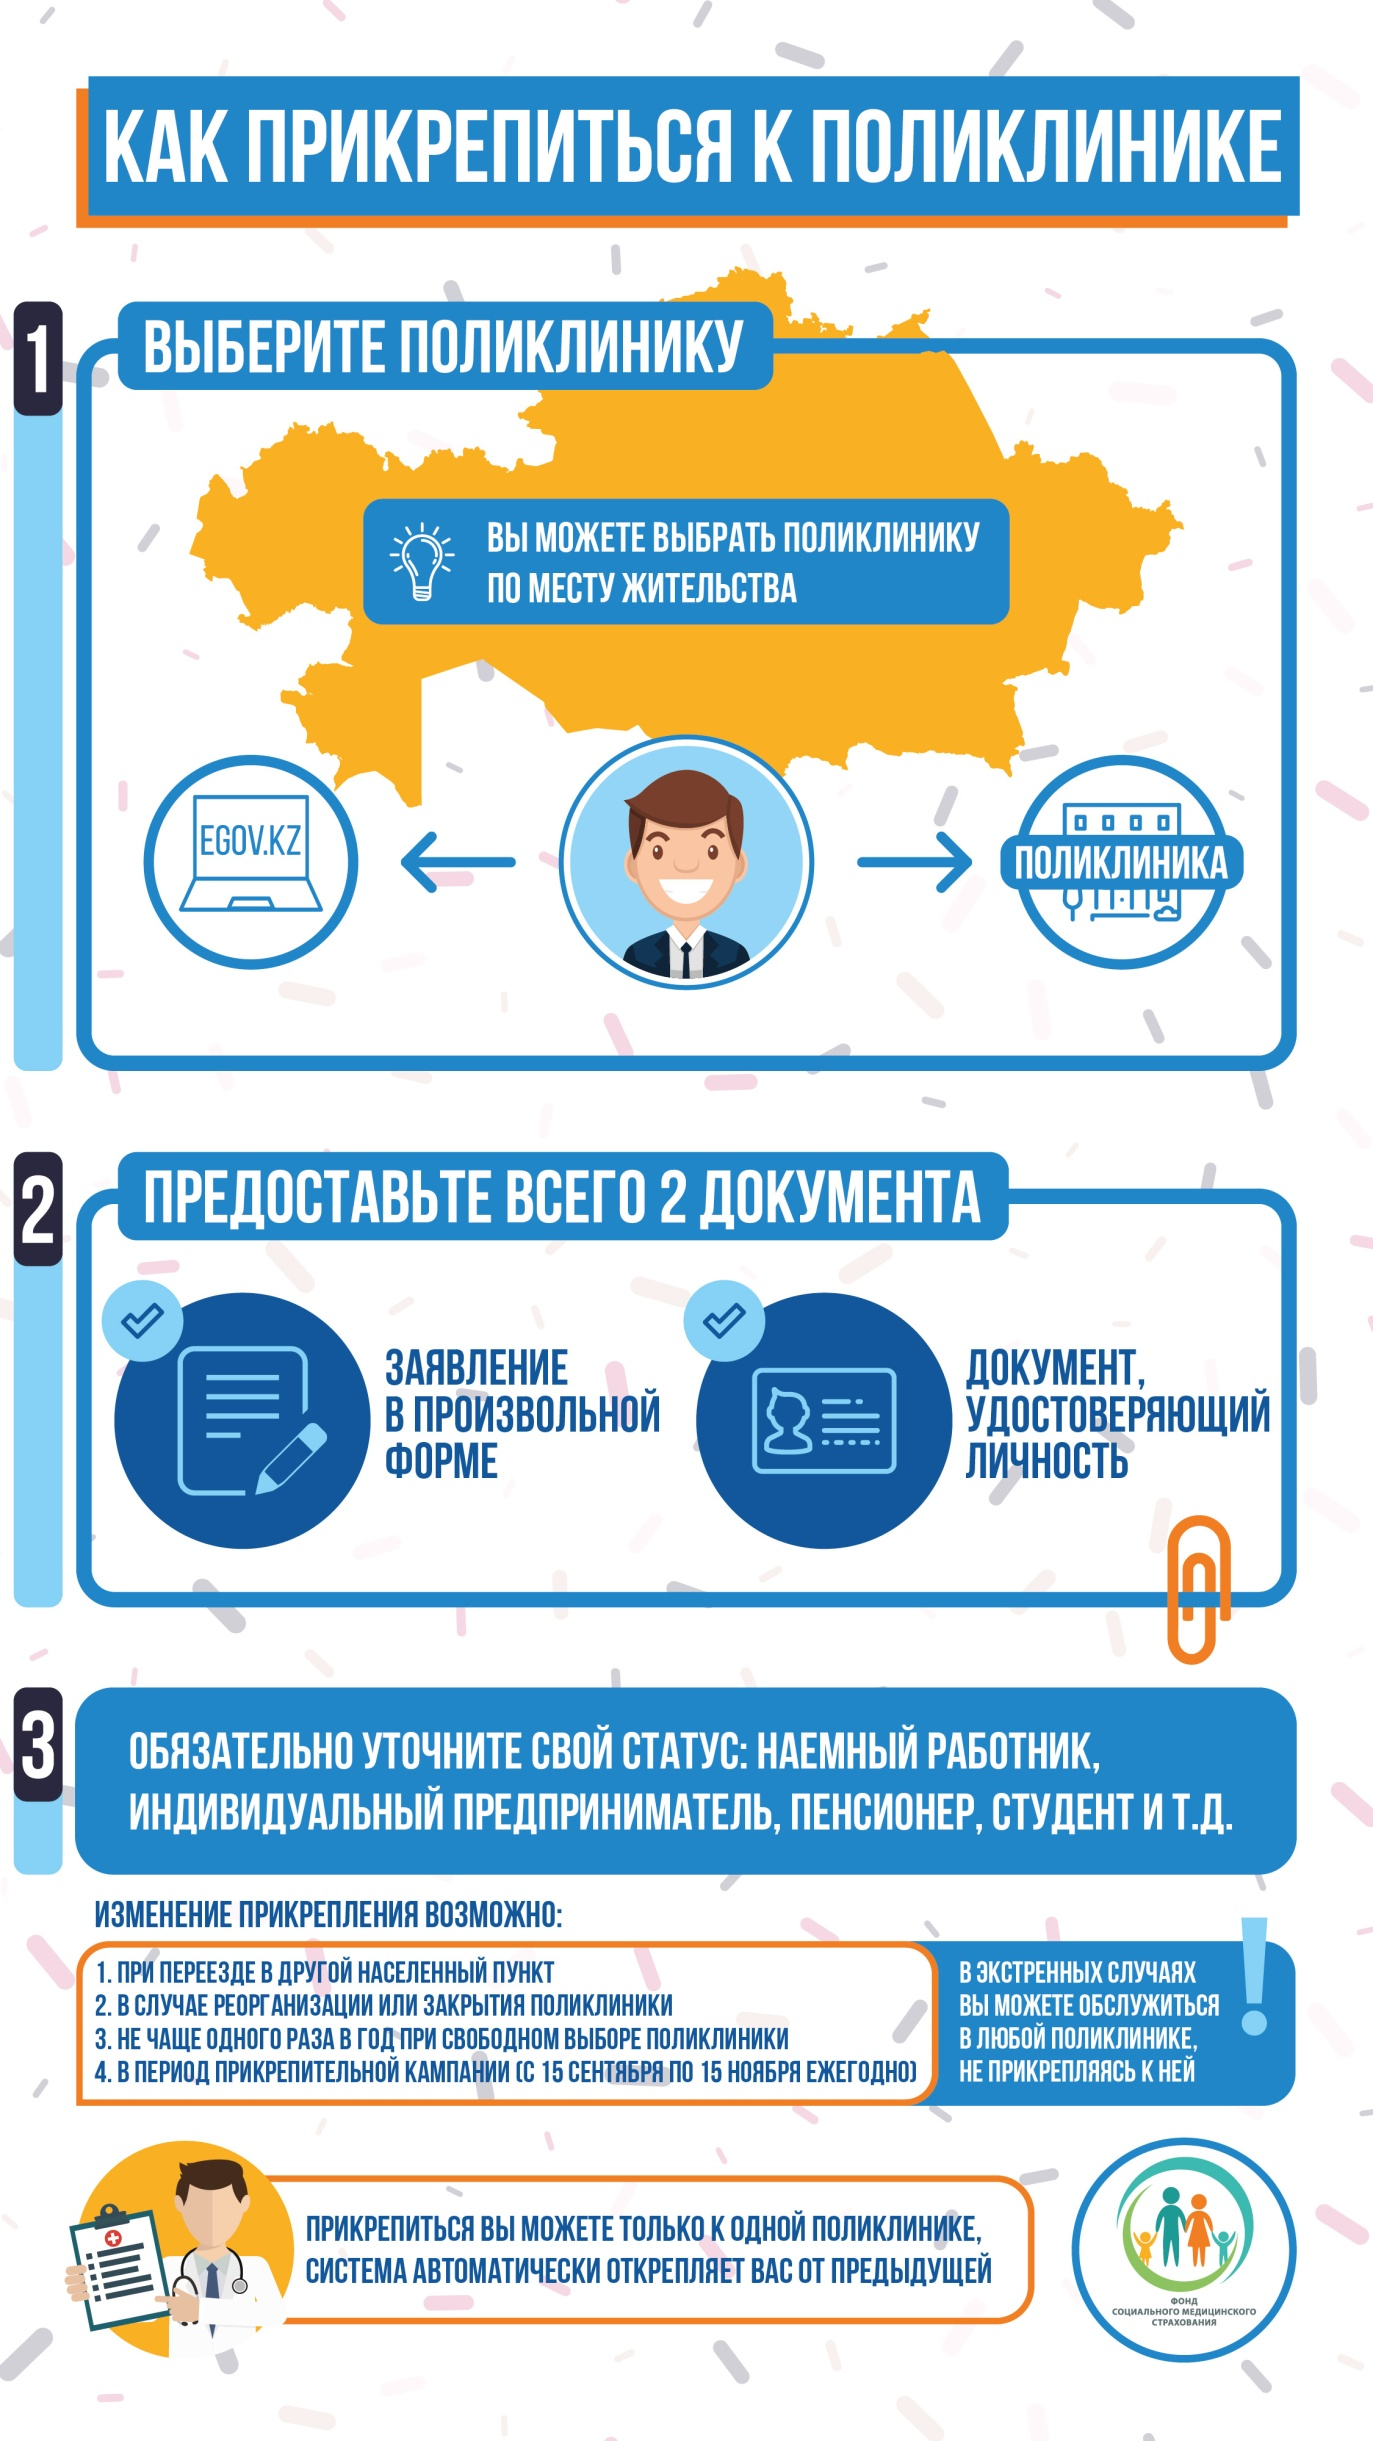 КАК ПРИКРЕПИТЬСЯ К ПОЛИКЛИНИКЕ
1
ВЫБЕРИТЕ ПОЛИКЛИНИКУ
ВЫ МОЖЕТЕ ВЫБРАТЬ ПОЛИКЛИНИКУ
ПО МЕСТУ ЖИТЕЛЬСТВА
EGOV.KZ
ПОЛИКЛИНИКА
2
ПРЕДОСТАВЬТЕ ВСЕГО 2 ДОКУМЕНТА
ЗАЯВЛЕНИЕ
В ПРОИЗВОЛЬНОЙ
ФОРМЕ
ДОКУМЕНТ,
УДОСТОВЕРЯЮЩИЙ
ЛИЧНОСТЬ
3
ОБЯЗАТЕЛЬНО УТОЧНИТЕ СВОЙ СТАТУС: НАЕМНЫЙ РАБОТНИК,
ИНДИВИДУАЛЬНЫЙ ПРЕДПРИНИМАТЕЛЬ, ПЕНСИОНЕР, СТУДЕНТ И Т.Д.
ИЗМЕНЕНИЕ ПРИКРЕПЛЕНИЯ ВОЗМОЖНО:
1. ПРИ ПЕРЕЕЗДЕ В ДРУГОЙ НАСЕЛЕННЫЙ ПУНКТ
2. В СЛУЧАЕ РЕОРГАНИЗАЦИИ ИЛИ ЗАКРЫТИЯ ПОЛИКЛИНИКИ
3. НЕ ЧАЩЕ ОДНОГО РАЗА В ГОД ПРИ СВОБОДНОМ ВЫБОРЕ ПОЛИКЛИНИКИ
4. В ПЕРИОД ПРИКРЕПИТЕЛЬНОЙ КАМПАНИИ (С 15 СЕНТЯБРЯ ПО 15 НОЯБРЯ ЕЖЕГОДНО)
В ЭКСТРЕННЫХ СЛУЧАЯХ
ВЫ МОЖЕТЕ ОБСЛУЖИТЬСЯ
В ЛЮБОЙ ПОЛИКЛИНИКЕ,
НЕ ПРИКРЕПЛЯЯСЬ К НЕЙ
!
ПРИКРЕПИТЬСЯ ВЫ МОЖЕТЕ ТОЛЬКО К ОДНОЙ ПОЛИКЛИНИКЕ,
СИСТЕМА АВТОМАТИЧЕСКИ ОТКРЕПЛЯЕТ ВАС ОТ ПРЕДЫДУЩЕЙ
ФОНД
СОЦИАЛЬНОГО МЕДИЦИНСКОГО
СТРАХОВАНИЯ